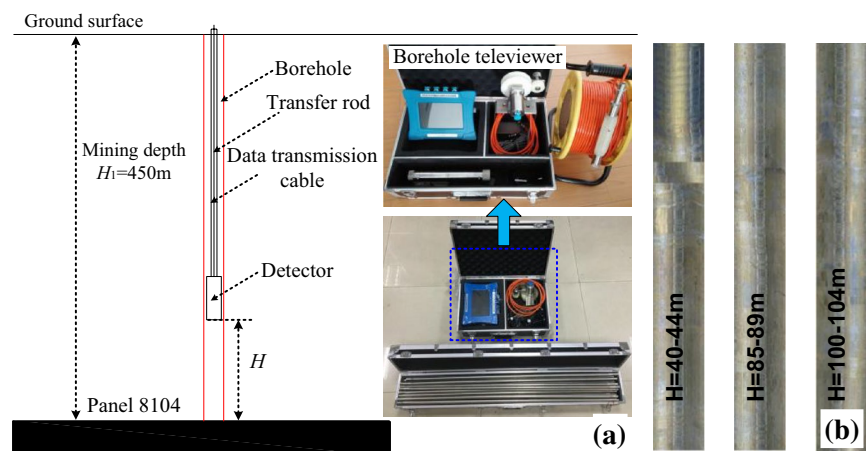 Ground surface
Borehole
Transfer rod
Mining depth
H1=450m
Data transmission
cable
Detector
H
Panel 8104
Borehole televiewer
(a)
H=40-44m
H=85-89m
H=100-104m
(b)